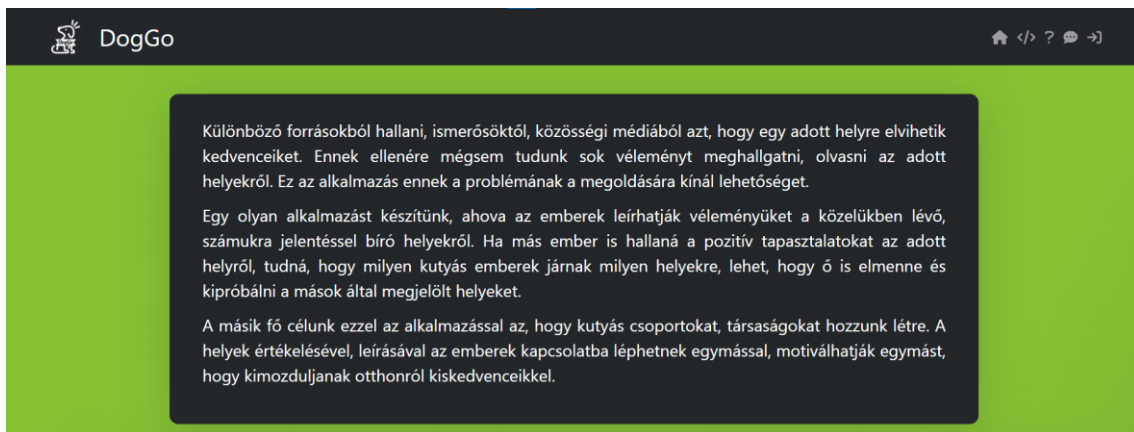 DogGo
</> ?
Különböző forrásokból hallani, ismerősöktől, közösségi médiából azt, hogy egy adott helyre elvihetik
kedvenceiket. Ennek ellenére mégsem tudunk sok véleményt meghallgatni, olvasni az adott
helyekről. Ez az alkalmazás ennek a problémának a megoldására kínál lehetőséget.
Egy olyan alkalmazást készítünk, ahova az emberek leírhatják véleményüket a közelükben lévő,
számukra jelentéssel bíró helyekről. Ha más ember is hallaná a pozitív tapasztalatokat az adott
helyről, tudná, hogy milyen kutyás emberek járnak milyen helyekre, lehet, hogy ő is elmenne és
kipróbálni a mások által megjelölt helyeket.
A másik fő célunk ezzel az alkalmazással az, hogy kutyás csoportokat, társaságokat hozzunk létre. A
helyek értékelésével, leírásával az emberek kapcsolatba léphetnek egymással, motiválhatják egymást,
hogy kimozduljanak otthonról kiskedvenceikkel.